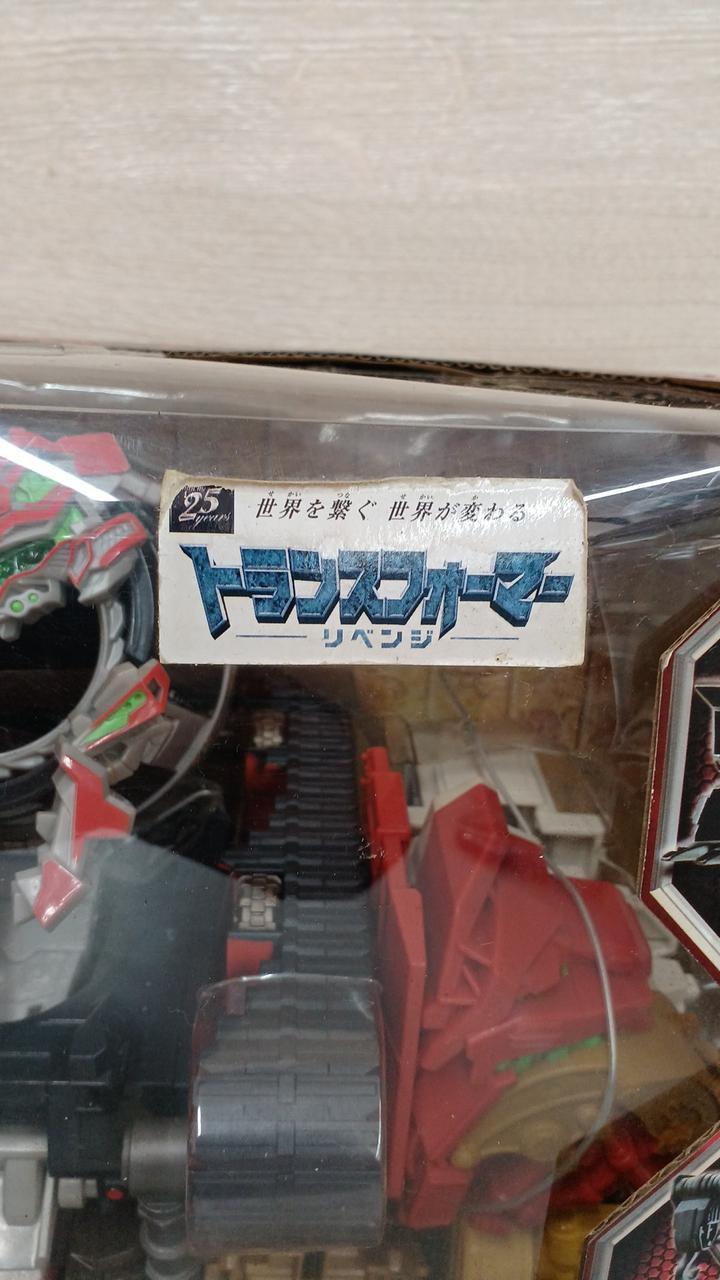 25
years
世界を繋ぐ 世界が変わる
トランスフォーマー
リベンジ